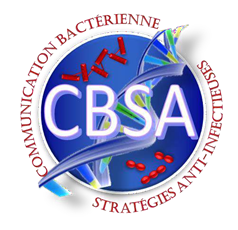 COMMUNICATION BACTÉRIENNE
CBSA
STRATÉGIES ANTI-INFECTIEUSES